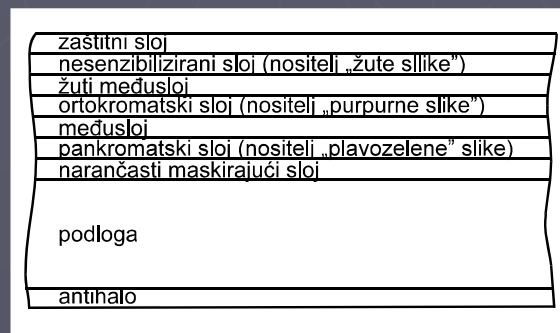 zaštitni sloj
nesenzibilizirani sloj (nositelj „žute sllike”)
žuti međusloj
ortokromatski sloj (nositelj „purpurne slike”)
međusloj
pankromatski sloj (nositelj „plavozelene” slike)
narančasti maskirajući sloj
podloga
antihalo